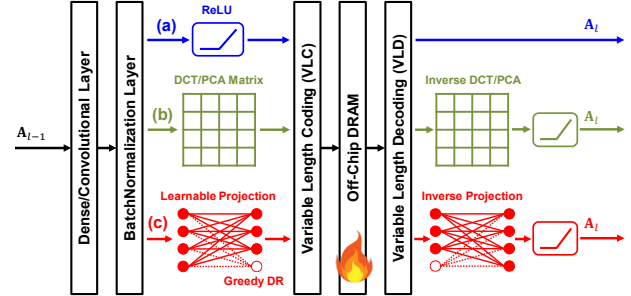 (a)
ReLU
A_l
(b)
DCT/PCA Matrix
Inverse DCT/PCA
A_l
A_{l−1}
Dense/Convolutional Layer
BatchNormalization Layer
Variable Length Coding (VLC)
Off-Chip DRAM
Variable Length Decoding (VLD)
(c)
Learnable Projection
Inverse Projection
A_l
Greedy DR